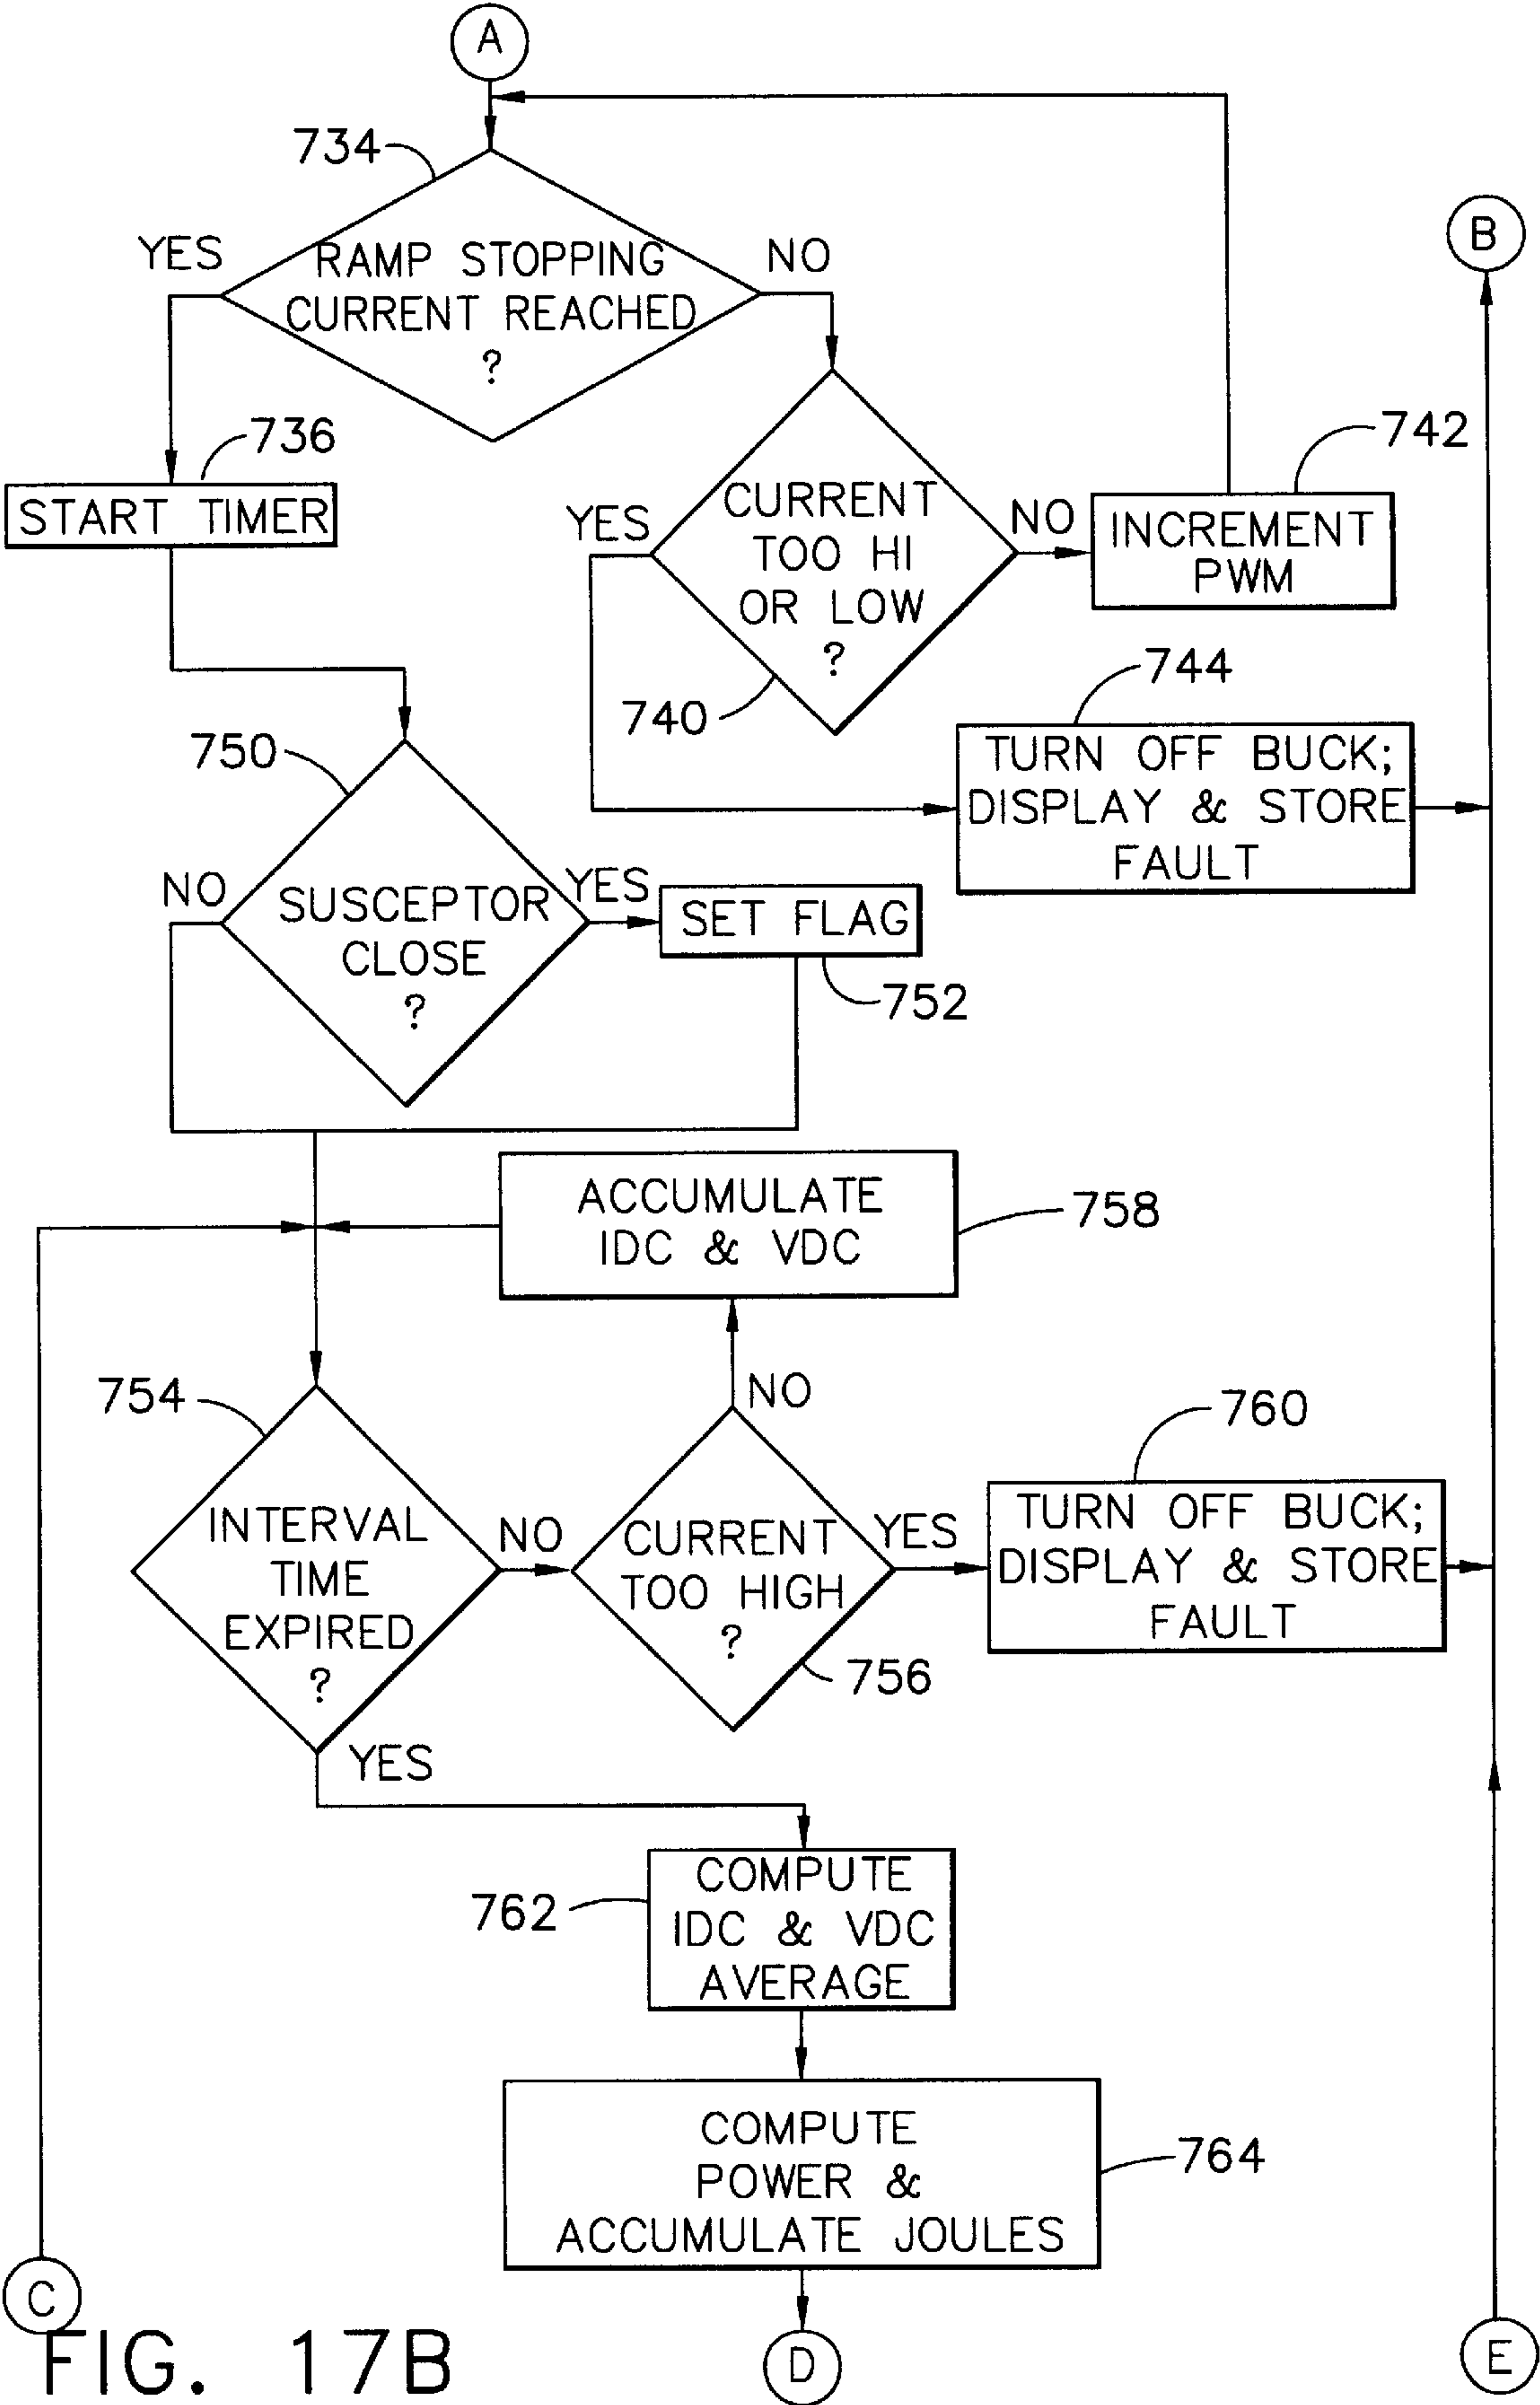 A
734
YES
RAMP STOPPING
CURRENT REACHED
?
NO
B
736
START TIMER
742
YES
CURRENT
TOO HI
OR LOW
?
NO
INCREMENT
PWM
740
744
TURN OFF BUCK;
DISPLAY & STORE
FAULT
750
NO
SUSCEPTOR
CLOSE
?
YES
SET FLAG
752
ACCUMULATE
IDC & VDC
758
754
NO
INTERVAL
TIME
EXPIRED
?
NO
CURRENT
TOO HIGH
?
YES
756
760
TURN OFF BUCK;
DISPLAY & STORE
FAULT
YES
762
COMPUTE
IDC & VDC
AVERAGE
COMPUTE
POWER &
ACCUMULATE JOULES
764
C
D
E
FIG. 17B